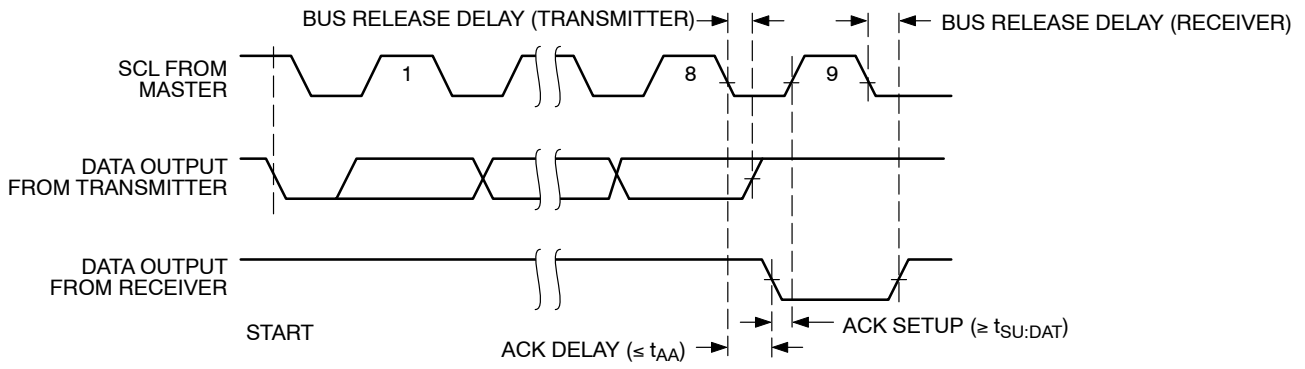 BUS RELEASE DELAY (TRANSMITTER)
BUS RELEASE DELAY (RECEIVER)
SCL FROM
MASTER
1
8
9
DATA OUTPUT
FROM TRANSMITTER
DATA OUTPUT
FROM RECEIVER
START
ACK SETUP (≥ tSU:DAT)
ACK DELAY (≤ tAA)